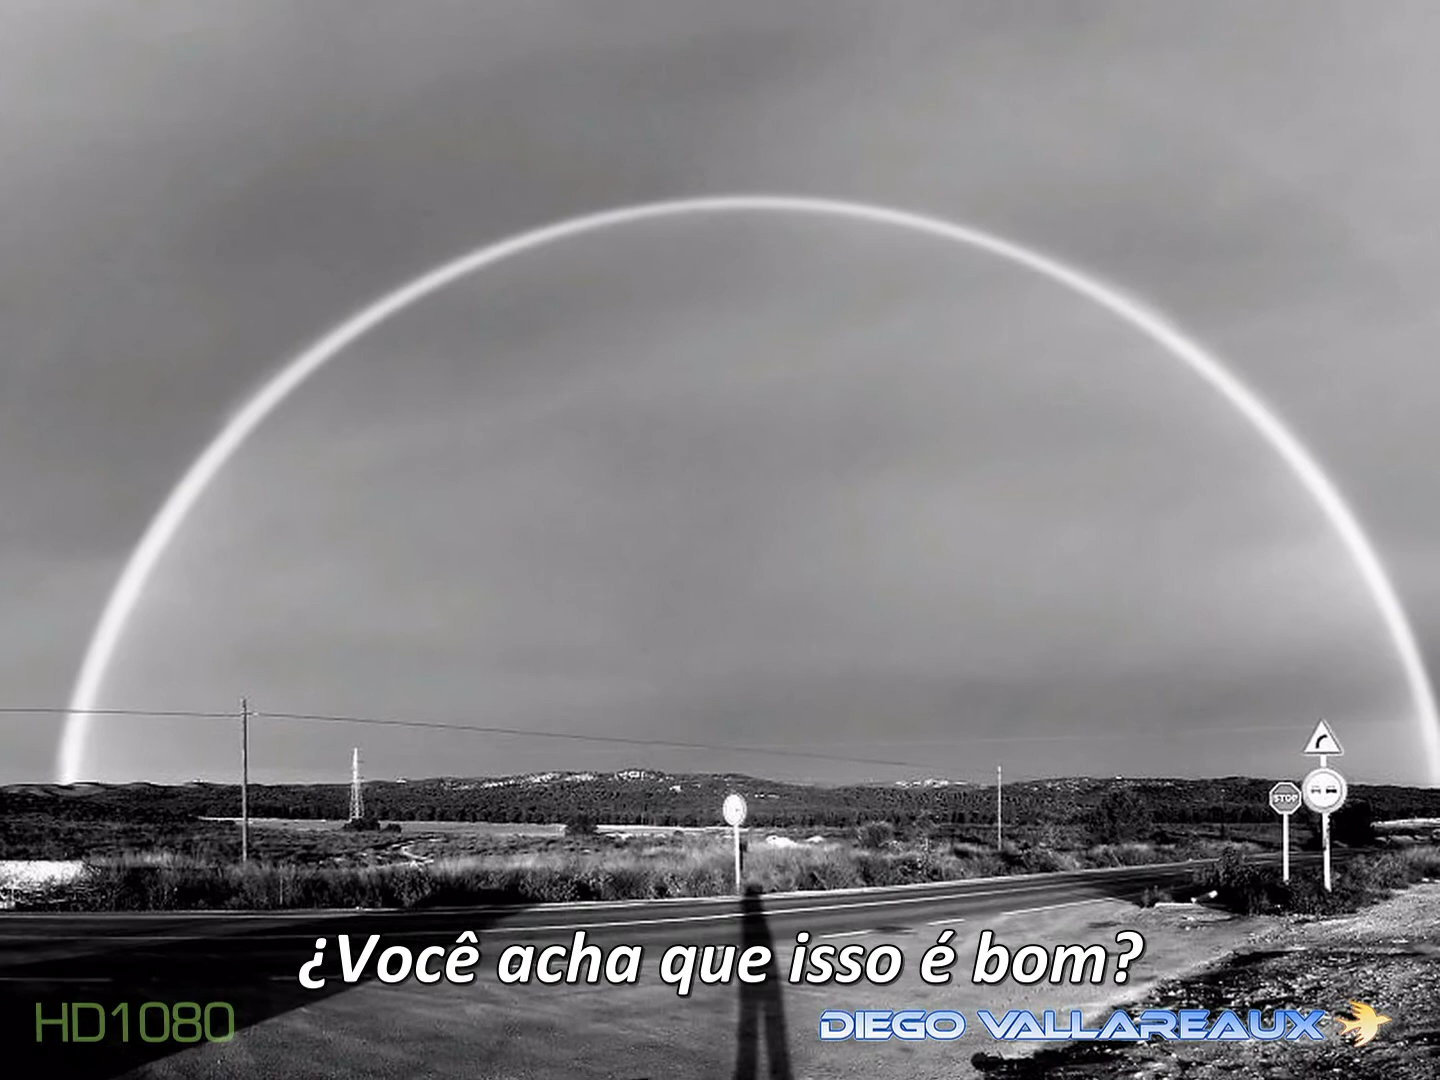 STOP
¿Você acha que isso é bom?
HD1080
DIEGO VALLAREAUX